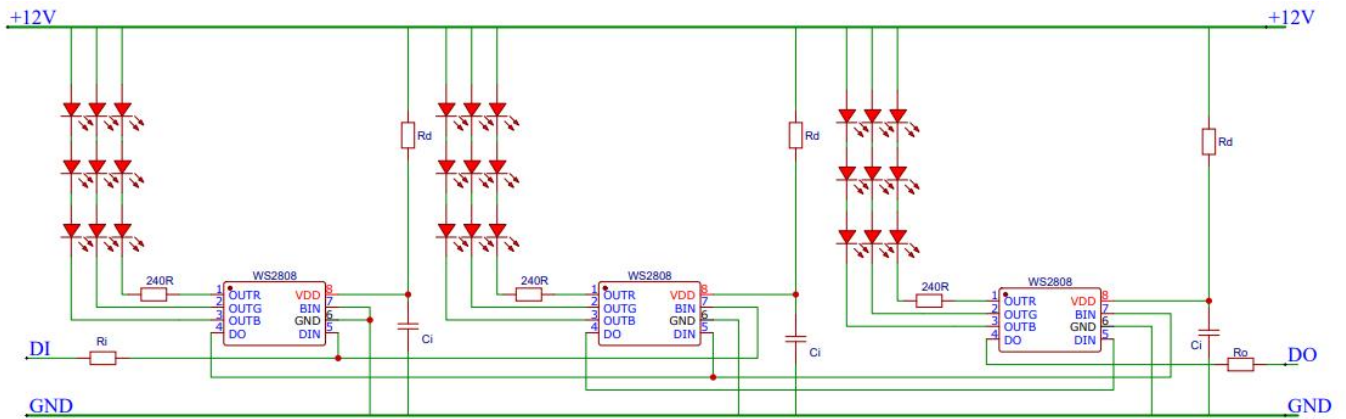 +12V +12V
Rd Rd Rd
240R WS2808 240R WS2808 240R WS2808
1 OUTR VDD 8
2 OUTG BIN 7
3 OUTB GND 6
4 DO DIN 5
Ci
1 OUTR VDD 8
2 OUTG BIN 7
3 OUTB GND 6
4 DO DIN 5
Ci
1 OUTR VDD 8
2 OUTG BIN 7
3 OUTB GND 6
4 DO DIN 5
Ci
DI Ri Ro DO
GND GND